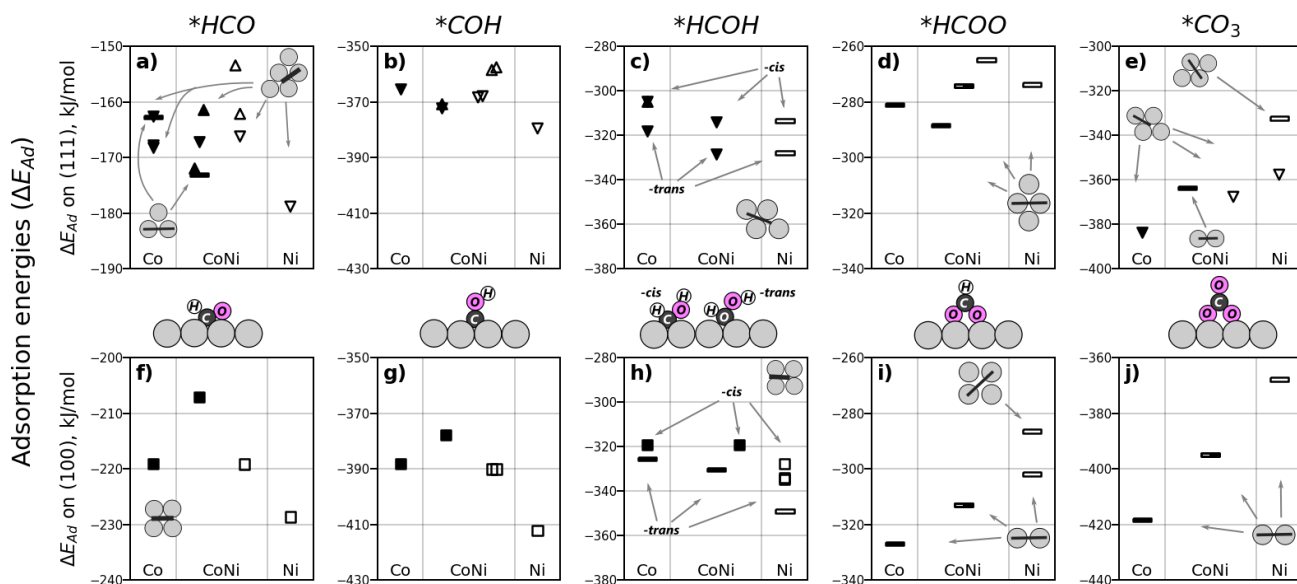 *HCO *COH *HCOH *HCOO *CO3
Adsorption energies (ΔEAd)
ΔEAd on (111), kJ/mol
a)
−150
−160
−170
−180
−190
Co CoNi Ni
b)
−350
−370
−390
−410
−430
Co CoNi Ni
c)
−280
−300
−320
−340
−360
−380
-cis
-trans
Co CoNi Ni
d)
−260
−280
−300
−320
−340
Co CoNi Ni
e)
−300
−320
−340
−360
−380
−400
Co CoNi Ni
H C O
H O C
-cis H H C O H C O H -trans
H C O O
O C O O
ΔEAd on (100), kJ/mol
f)
−200
−210
−220
−230
−240
Co CoNi Ni
g)
−350
−370
−390
−410
−430
Co CoNi Ni
h)
−280
−300
−320
−340
−360
−380
-cis
-trans
Co CoNi Ni
i)
−260
−280
−300
−320
−340
Co CoNi Ni
j)
−360
−380
−400
−420
−440
Co CoNi Ni